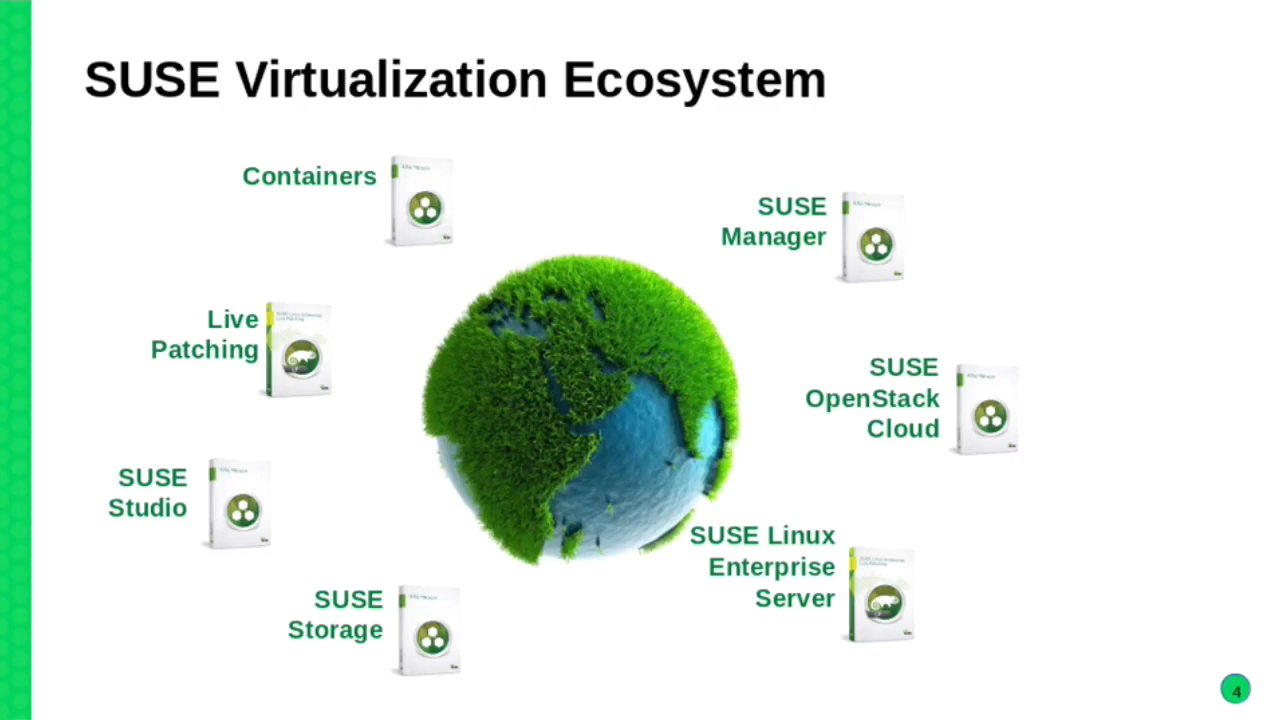 SUSE Virtualization Ecosystem
Containers
SUSE
Manager
Live
Patching
SUSE
OpenStack
Cloud
SUSE
Studio
SUSE Linux
Enterprise
Server
SUSE
Storage
4